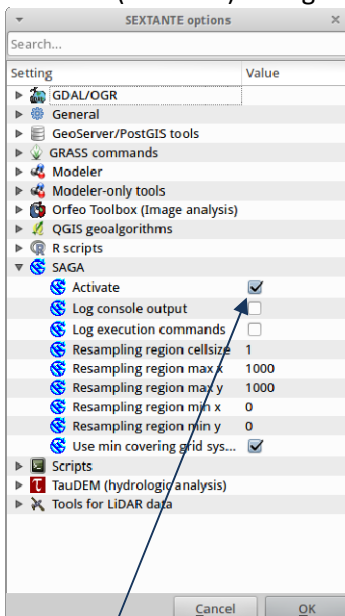 SEXTANTE options
Search...
Setting Value
GDAL/OGR
General
GeoServer/PostGIS tools
GRASS commands
Modeler
Modeler-only tools
Orfeo Toolbox (Image analysis)
QGIS geoalgorithms
R scripts
SAGA
Activate
Log console output
Log execution commands
Resampling region cellsize 1
Resampling region max x 1000
Resampling region max y 1000
Resampling region min x 0
Resampling region min y 0
Use min covering grid sys...
Scripts
TauDEM (hydrologic analysis)
Tools for LiDAR data
Cancel OK